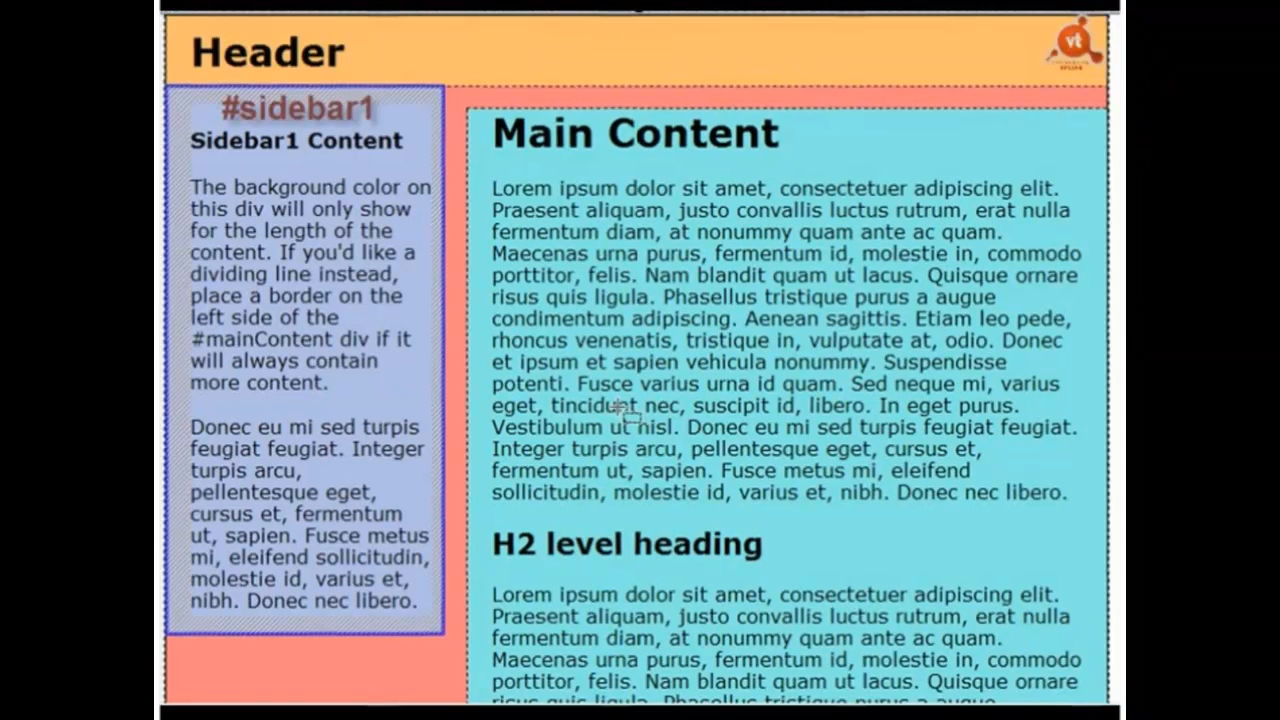 Header
vt
#sidebar1
Sidebar1 Content
The background color on
this div will only show
for the length of the
content. If you'd like a
dividing line instead,
place a border on the
left side of the
#mainContent div if it
will always contain
more content.
Donec eu mi sed turpis
feugiat feugiat. Integer
turpis arcu,
pellentesque eget,
cursus et, fermentum
ut, sapien. Fusce metus
mi, eleifend sollicitudin,
molestie id, varius et,
nibh. Donec nec libero.
Main Content
Lorem ipsum dolor sit amet, consectetuer adipiscing elit.
Praesent aliquam, justo convallis luctus rutrum, erat nulla
fermentum diam, at nonummy quam ante ac quam.
Maecenas urna purus, fermentum id, molestie in, commodo
porttitor, felis. Nam blandit quam ut lacus. Quisque ornare
risus quis ligula. Phasellus tristique purus a augue
condimentum adipiscing. Aenean sagittis. Etiam leo pede,
rhoncus venenatis, tristique in, vulputate at, odio. Donec
et ipsum et sapien vehicula nonummy. Suspendisse
potenti. Fusce varius urna id quam. Sed neque mi, varius
eget, tincidunt nec, suscipit id, libero. In eget purus.
Vestibulum ut nisl. Donec eu mi sed turpis feugiat feugiat.
Integer turpis arcu, pellentesque eget, cursus et,
fermentum ut, sapien. Fusce metus mi, eleifend
sollicitudin, molestie id, varius et, nibh. Donec nec libero.
H2 level heading
Lorem ipsum dolor sit amet, consectetuer adipiscing elit.
Praesent aliquam, justo convallis luctus rutrum, erat nulla
fermentum diam, at nonummy quam ante ac quam.
Maecenas urna purus, fermentum id, molestie in, commodo
porttitor, felis. Nam blandit quam ut lacus. Quisque ornare
risus quis ligula. Phasellus tristique purus a augue